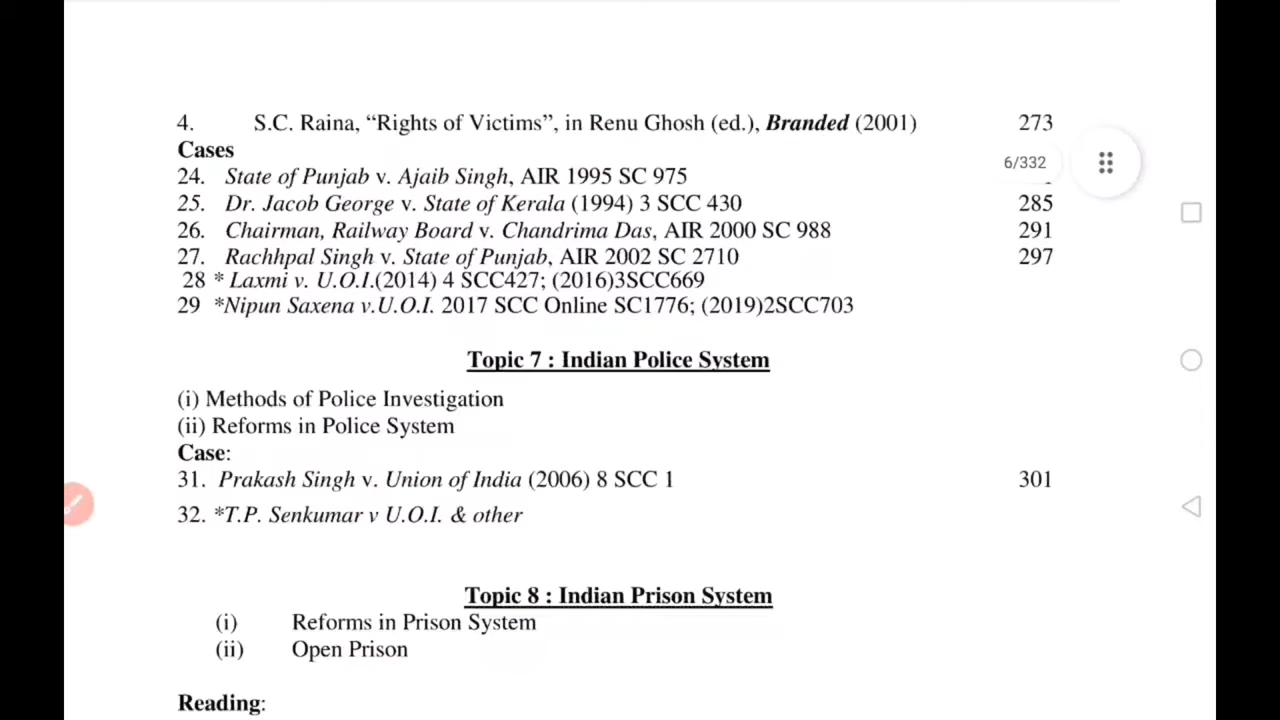 4. S.C. Raina, “Rights of Victims”, in Renu Ghosh (ed.), Branded (2001) 273
Cases
6/332
24. State of Punjab v. Ajaib Singh, AIR 1995 SC 975
25. Dr. Jacob George v. State of Kerala (1994) 3 SCC 430 285
26. Chairman, Railway Board v. Chandrima Das, AIR 2000 SC 988 291
27. Rachhpal Singh v. State of Punjab, AIR 2002 SC 2710 297
28 * Laxmi v. U.O.I.(2014) 4 SCC427; (2016)3SCC669
29 *Nipun Saxena v.U.O.I. 2017 SCC Online SC1776; (2019)2SCC703
Topic 7 : Indian Police System
(i) Methods of Police Investigation
(ii) Reforms in Police System
Case:
31. Prakash Singh v. Union of India (2006) 8 SCC 1 301
32. *T.P. Senkumar v U.O.I. & other
Topic 8 : Indian Prison System
(i) Reforms in Prison System
(ii) Open Prison
Reading: